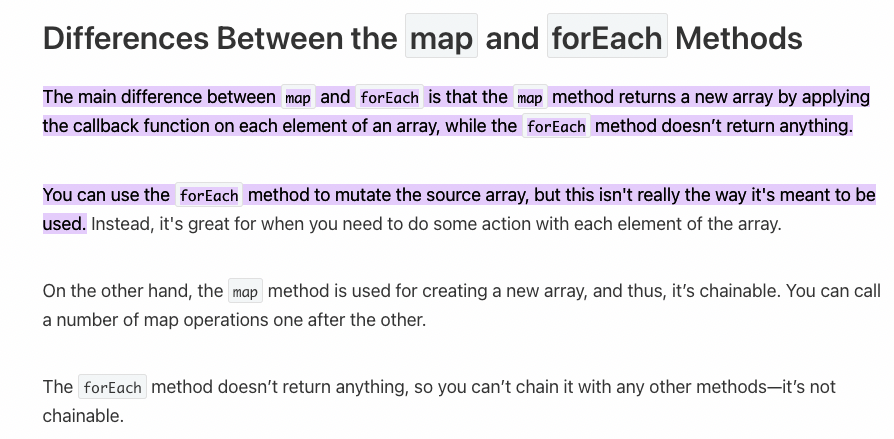 Differences Between the map and forEach Methods
The main difference between map and forEach is that the map method returns a new array by applying
the callback function on each element of an array, while the forEach method doesn’t return anything.
You can use the forEach method to mutate the source array, but this isn't really the way it's meant to be
used. Instead, it's great for when you need to do some action with each element of the array.
On the other hand, the map method is used for creating a new array, and thus, it’s chainable. You can call
a number of map operations one after the other.
The forEach method doesn’t return anything, so you can’t chain it with any other methods—it’s not
chainable.